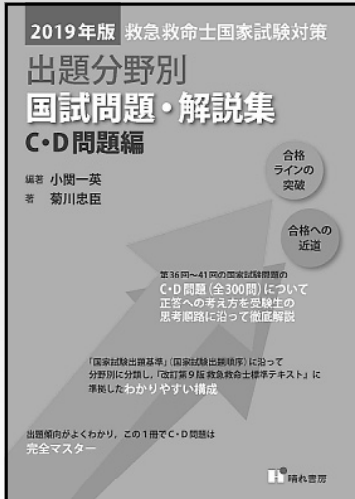 2019年版 救急救命士国家試験対策
出題分野別
国試問題・解説集
C・D問題編
編著 小関一英
著 菊川忠臣
合格
ラインの
突破
合格への
近道
第36回〜41回の国家試験問題の
C・D問題(全300問)について
正答への考え方を受験生の
思考順路に沿って徹底解説
「国家試験出題基準」(国家試験出題順序)に沿って
分野別に分類し、『改訂第9版 救急救命士標準テキスト』に
準拠したわかりやすい構成
出題傾向がよくわかり、この1冊でC・D問題は
完全マスター
晴れ書房